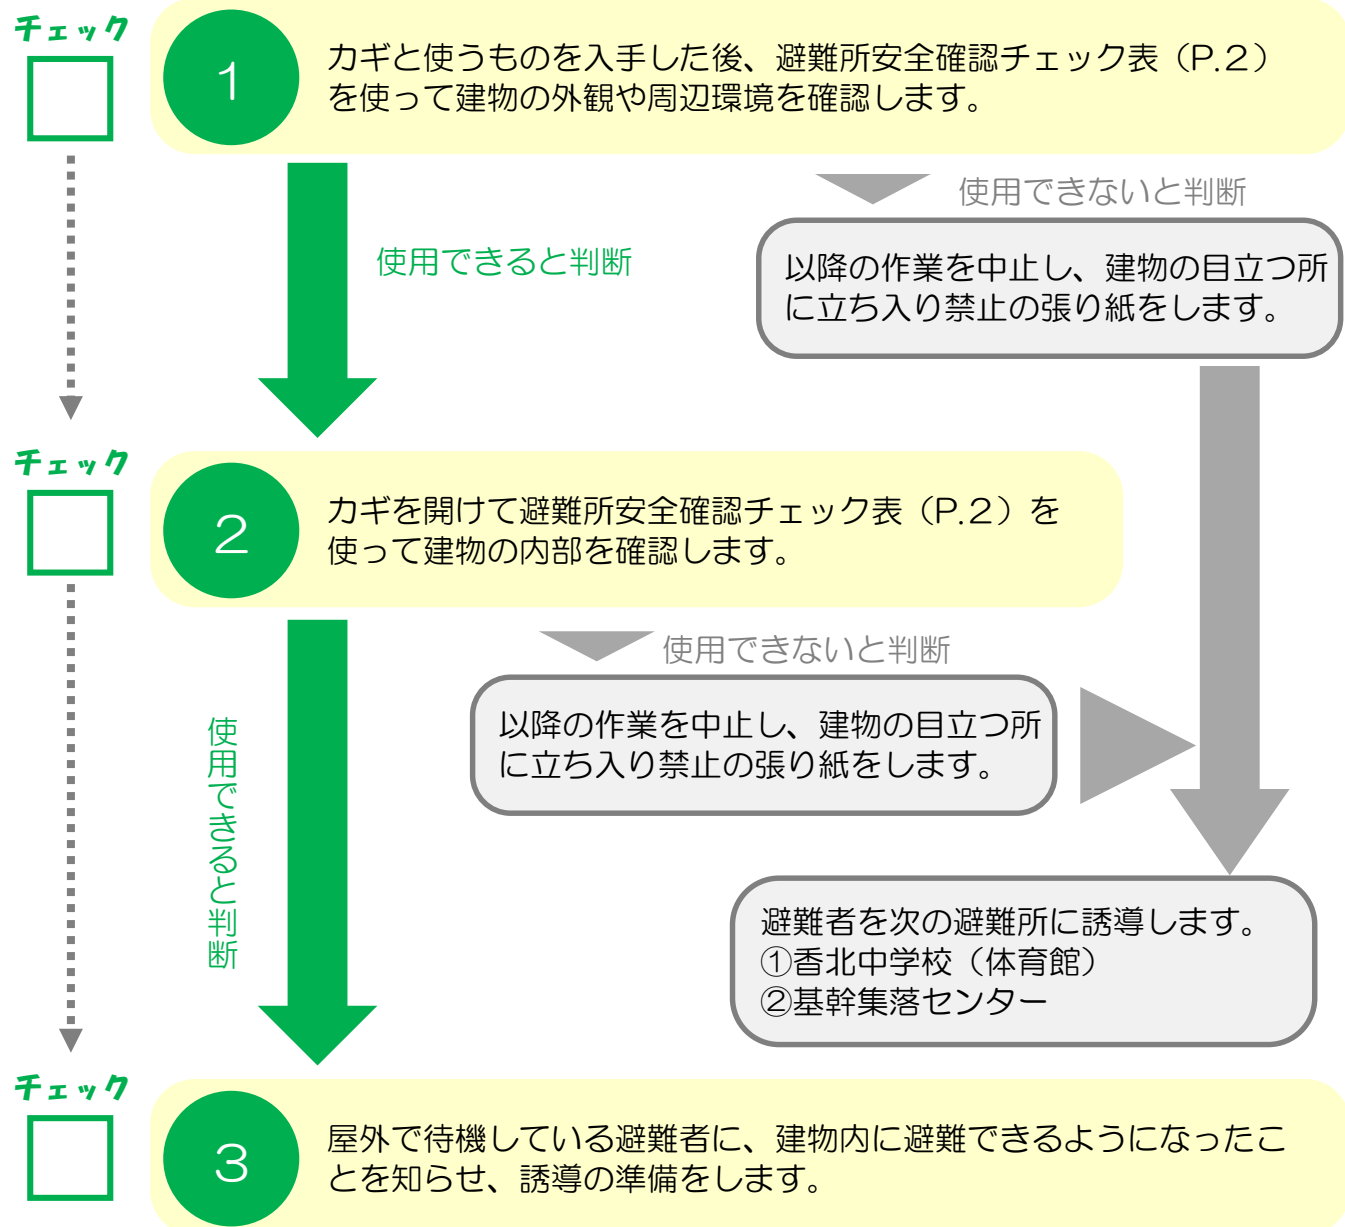 チェック
1
カギと使うものを入手した後、避難所安全確認チェック表（P.2）
を使って建物の外観や周辺環境を確認します。
使用できないと判断
使用できると判断
以降の作業を中止し、建物の目立つ所
に立ち入り禁止の張り紙をします。
チェック
2
カギを開けて避難所安全確認チェック表（P.2）を
使って建物の内部を確認します。
使用できないと判断
使用できると判断
以降の作業を中止し、建物の目立つ所
に立ち入り禁止の張り紙をします。
避難者を次の避難所に誘導します。
①香北中学校（体育館）
②基幹集落センター
チェック
3
屋外で待機している避難者に、建物内に避難できるようになったこ
とを知らせ、誘導の準備をします。